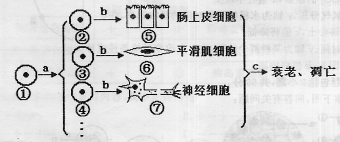 b 肠上皮细胞
② ⑤
a b 平滑肌细胞 c 衰老、凋亡
① ③ ⑥
b 神经细胞
④ ⑦